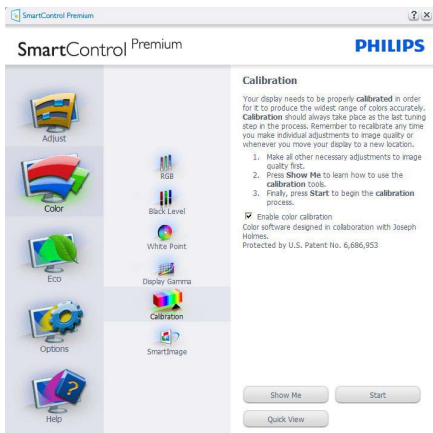 SmartControl Premium
SmartControl Premium
PHILIPS
Adjust
Color
Eco
Options
Help
RGB
Black Level
White Point
Display Gamma
Calibration
SmartImage
Calibration
Your display needs to be properly calibrated in order
for it to produce the widest range of colors accurately.
Calibration should always take place as the last tuning
step in the process. Remember to recalibrate any time
you make individual adjustments to image quality or
whenever you move your display to a new location.
1. Make all other necessary adjustments to image
quality first.
2. Press Show Me to learn how to use the
calibration tools.
3. Finally, press Start to begin the calibration
process.
Enable color calibration
Color software designed in collaboration with Joseph
Holmes.
Protected by U.S. Patent No. 6,686,953
Show Me
Start
Quick View